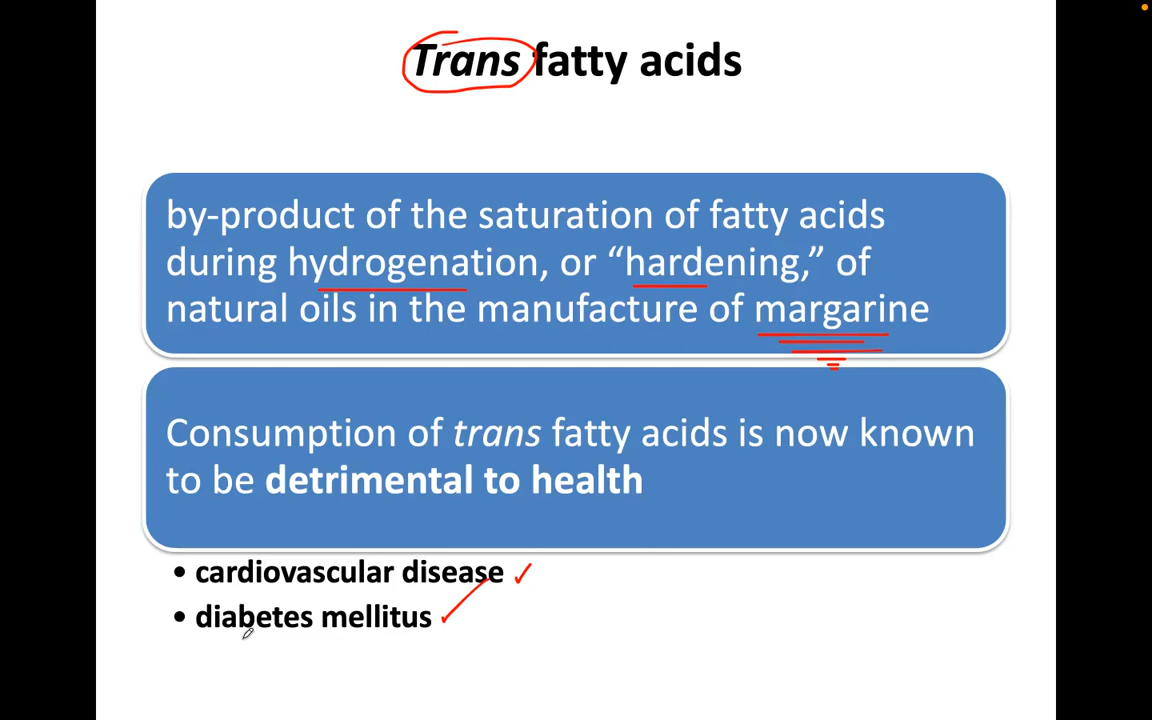 Trans fatty acids
by-product of the saturation of fatty acids
during hydrogenation, or “hardening,” of
natural oils in the manufacture of margarine
Consumption of trans fatty acids is now known
to be detrimental to health
• cardiovascular disease ✓
• diabetes mellitus ✓